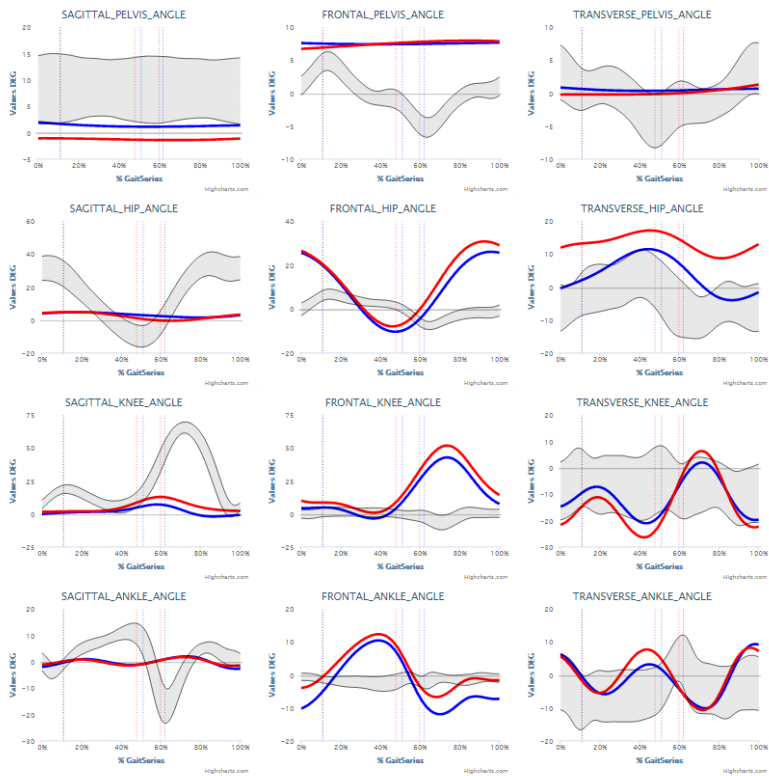 SAGITTAL_PELVIS_ANGLE
Values DEG
20
15
10
5
0
−5
0%
20%
40%
60%
80%
100%
% GaitSeries
Highcharts.com
FRONTAL_PELVIS_ANGLE
Values DEG
10
5
0
−5
−10
0%
20%
40%
60%
80%
100%
% GaitSeries
Highcharts.com
TRANSVERSE_PELVIS_ANGLE
Values DEG
10
5
0
−5
−10
0%
20%
40%
60%
80%
100%
% GaitSeries
Highcharts.com
SAGITTAL_HIP_ANGLE
Values DEG
60
40
20
0
−20
0%
20%
40%
60%
80%
100%
% GaitSeries
Highcharts.com
FRONTAL_HIP_ANGLE
Values DEG
40
20
0
−20
0%
20%
40%
60%
80%
100%
% GaitSeries
Highcharts.com
TRANSVERSE_HIP_ANGLE
Values DEG
20
10
0
−10
−20
0%
20%
40%
60%
80%
100%
% GaitSeries
Highcharts.com
SAGITTAL_KNEE_ANGLE
Values DEG
75
50
25
0
−25
0%
20%
40%
60%
80%
100%
% GaitSeries
Highcharts.com
FRONTAL_KNEE_ANGLE
Values DEG
75
50
25
0
−25
0%
20%
40%
60%
80%
100%
% GaitSeries
Highcharts.com
TRANSVERSE_KNEE_ANGLE
Values DEG
20
10
0
−10
−20
−30
0%
20%
40%
60%
80%
100%
% GaitSeries
Highcharts.com
SAGITTAL_ANKLE_ANGLE
Values DEG
20
10
0
−10
−20
−30
0%
20%
40%
60%
80%
100%
% GaitSeries
Highcharts.com
FRONTAL_ANKLE_ANGLE
Values DEG
20
10
0
−10
−20
0%
20%
40%
60%
80%
100%
% GaitSeries
Highcharts.com
TRANSVERSE_ANKLE_ANGLE
Values DEG
20
10
0
−10
−20
0%
20%
40%
60%
80%
100%
% GaitSeries
Highcharts.com